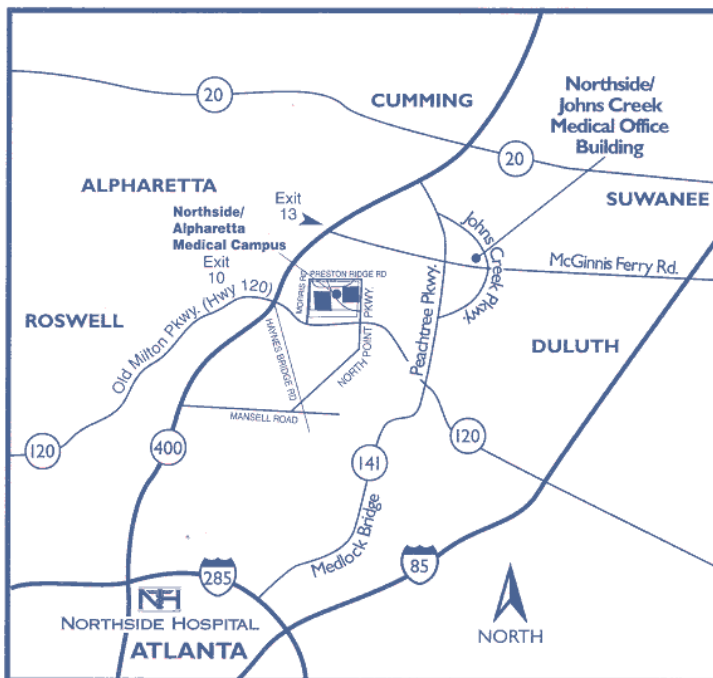 20
CUMMING
Northside/
Johns Creek
Medical Office
Building
20
ALPHARETTA
SUWANEE
Exit
13
Northside/
Alpharetta
Medical Campus
Johns Creek Pkwy.
Exit
10
McGinnis Ferry Rd.
MORRIS RD
PRESTON RIDGE RD
Old Milton Pkwy. (Hwy 120)
ROSWELL
HAYNES BRIDGE RD
NORTH POINT PKWY.
Peachtree Pkwy.
DULUTH
MANSELL ROAD
120
400
141
120
Medlock Bridge
285
85
NH
NORTHSIDE HOSPITAL
ATLANTA
NORTH